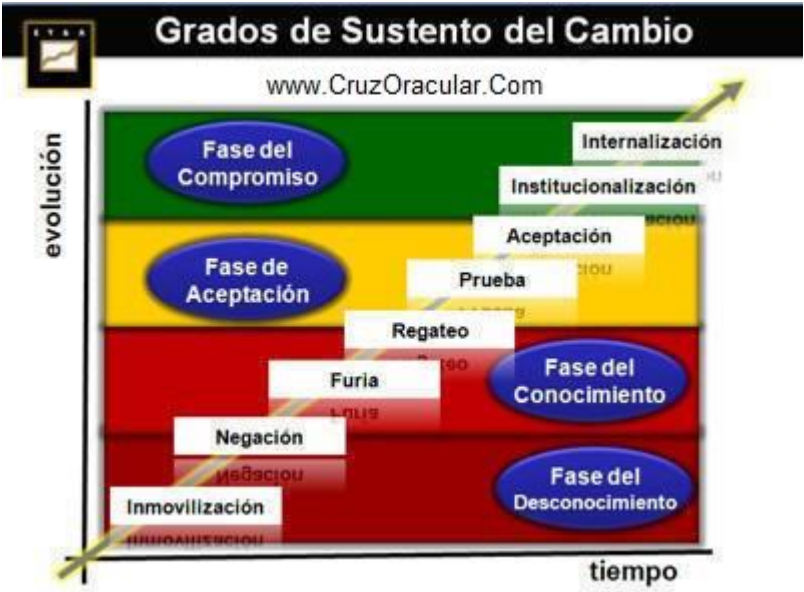 ETSA
Grados de Sustento del Cambio
www.CruzOracular.Com
evolución
Fase del
Compromiso
Internalización
Institucionalización
Aceptación
Fase de
Aceptación
Prueba
Regateo
Furia
Fase del
Conocimiento
Negación
Fase del
Desconocimiento
Inmovilización
tiempo